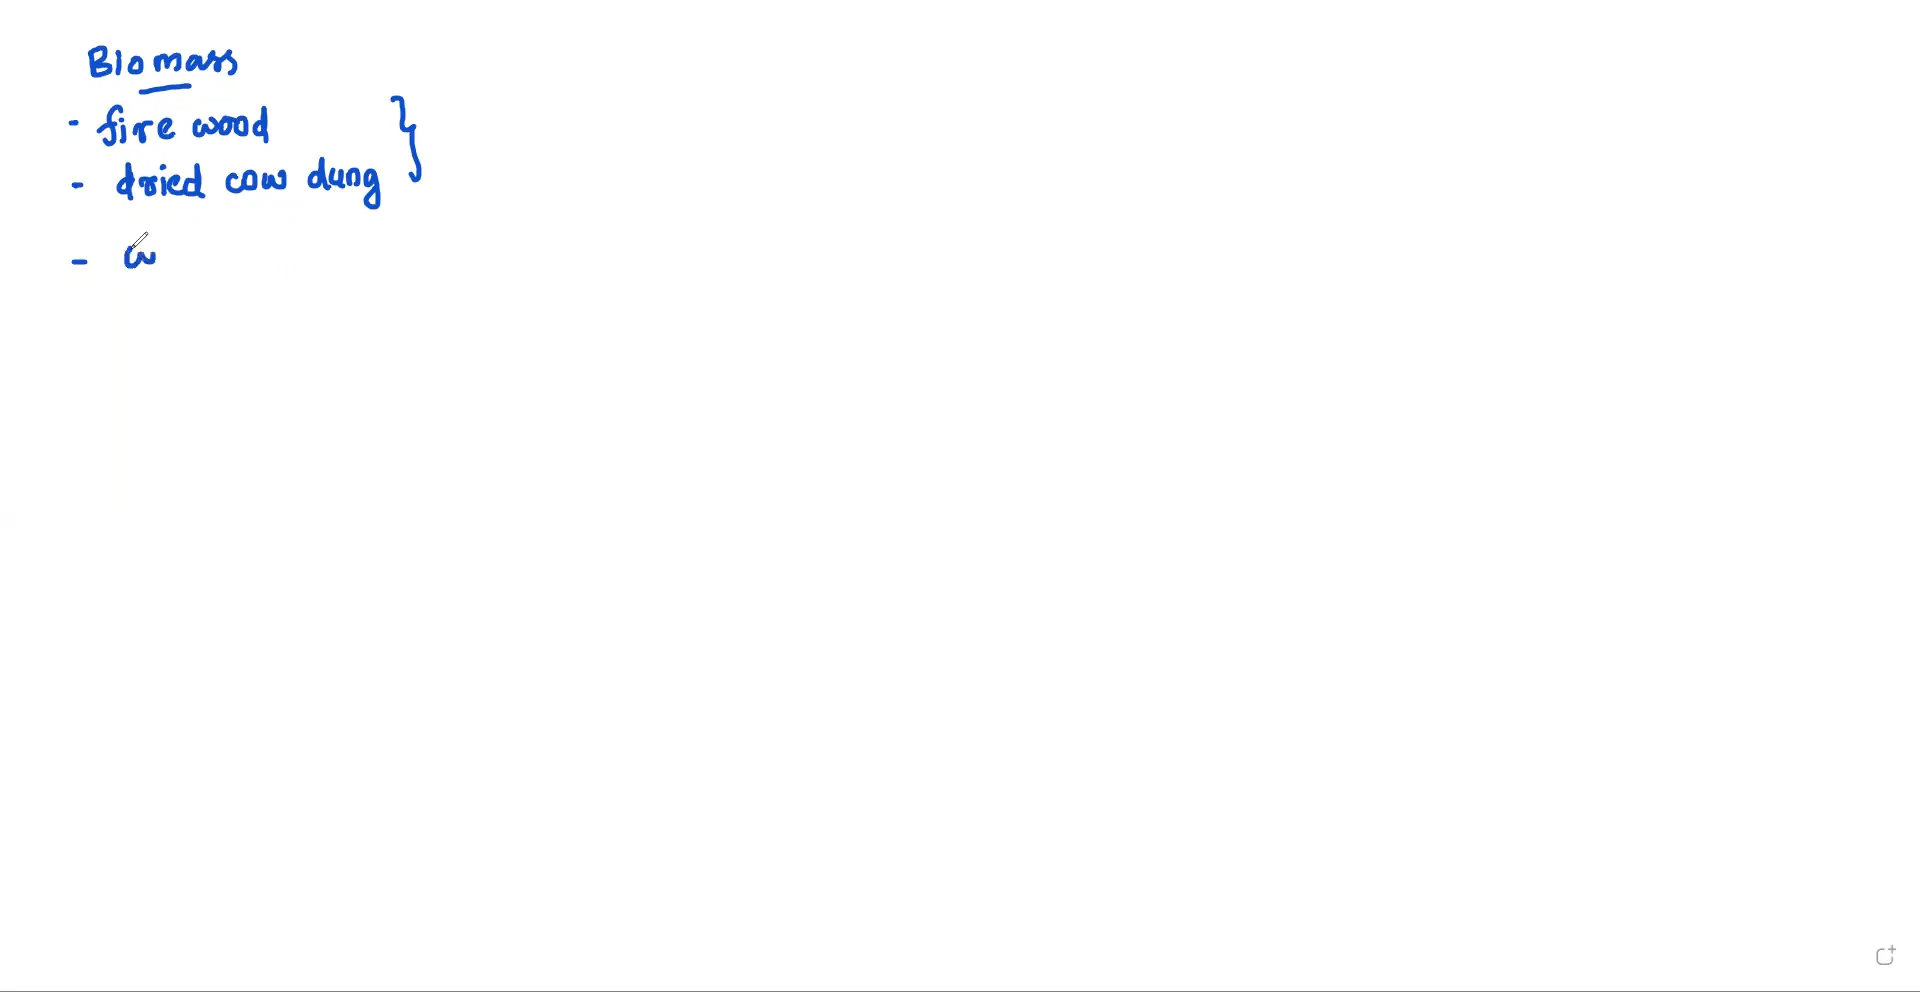 Biomass
- fire wood
- dried cow dung
-